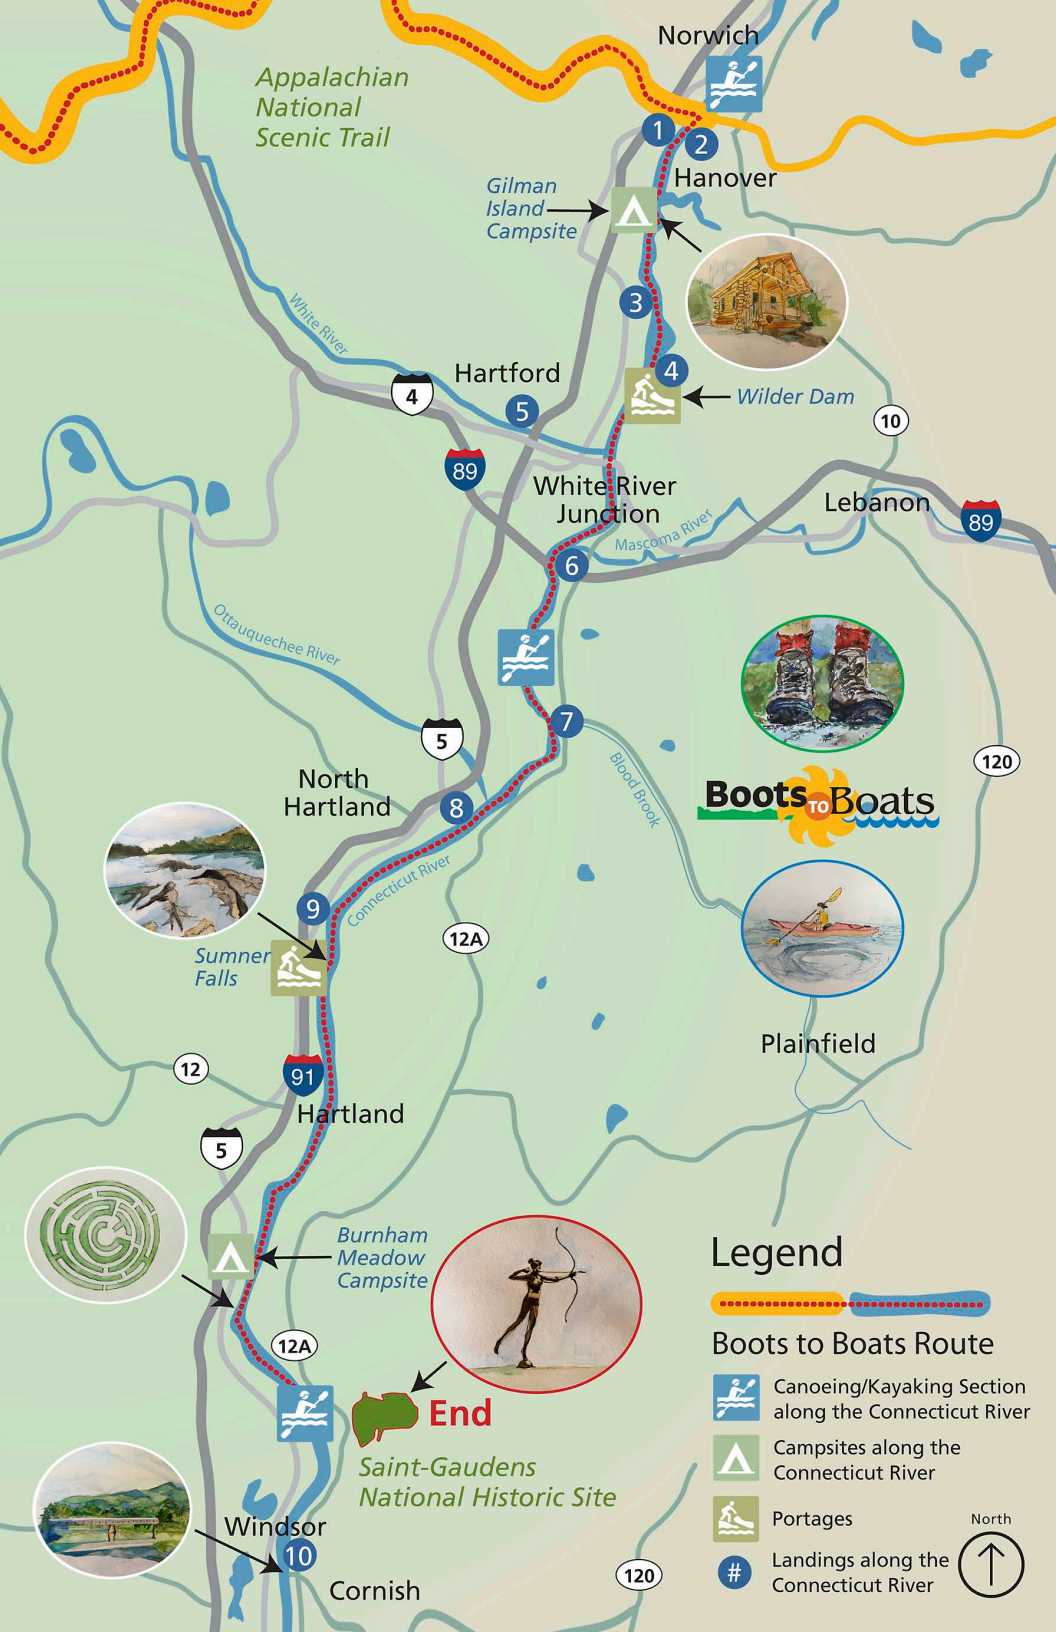 Norwich
Appalachian
National
Scenic Trail
1
2
Hanover
Gilman
Island
Campsite
3
White River
Hartford
4
4
Wilder Dam
5
10
89
White River
Junction
Lebanon
89
Mascoma River
6
Ottauquechee River
7
5
120
Blood Brook
North
Hartland
8
Boots TO Boats
Connecticut River
9
12A
Sumner
Falls
Plainfield
12
91
Hartland
5
Burnham
Meadow
Campsite
12A
End
Saint-Gaudens
National Historic Site
Windsor
10
Cornish
120
Legend
Boots to Boats Route
Canoeing/Kayaking Section
along the Connecticut River
Campsites along the
Connecticut River
Portages
#
Landings along the
Connecticut River
North